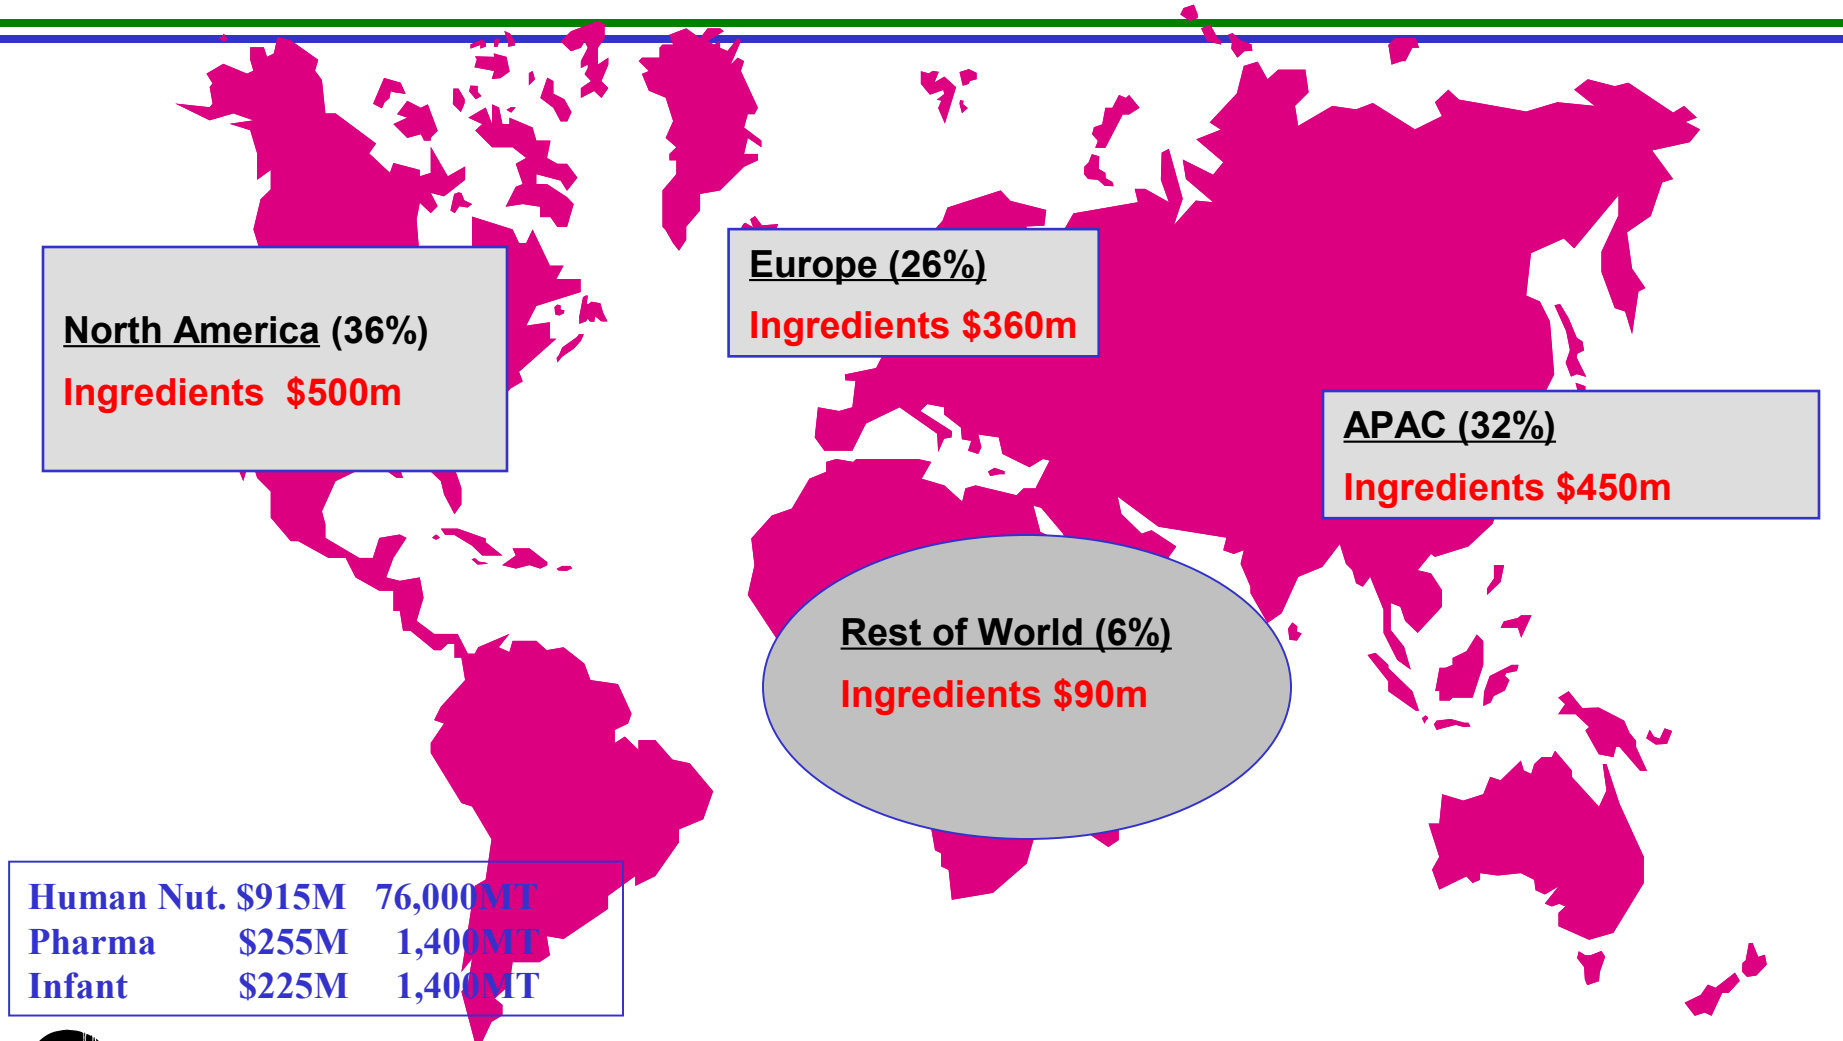 North America (36%)
Ingredients $500m
Europe (26%)
Ingredients $360m
APAC (32%)
Ingredients $450m
Rest of World (6%)
Ingredients $90m
Human Nut. $915M 76,000MT
Pharma $255M 1,400MT
Infant $225M 1,400MT